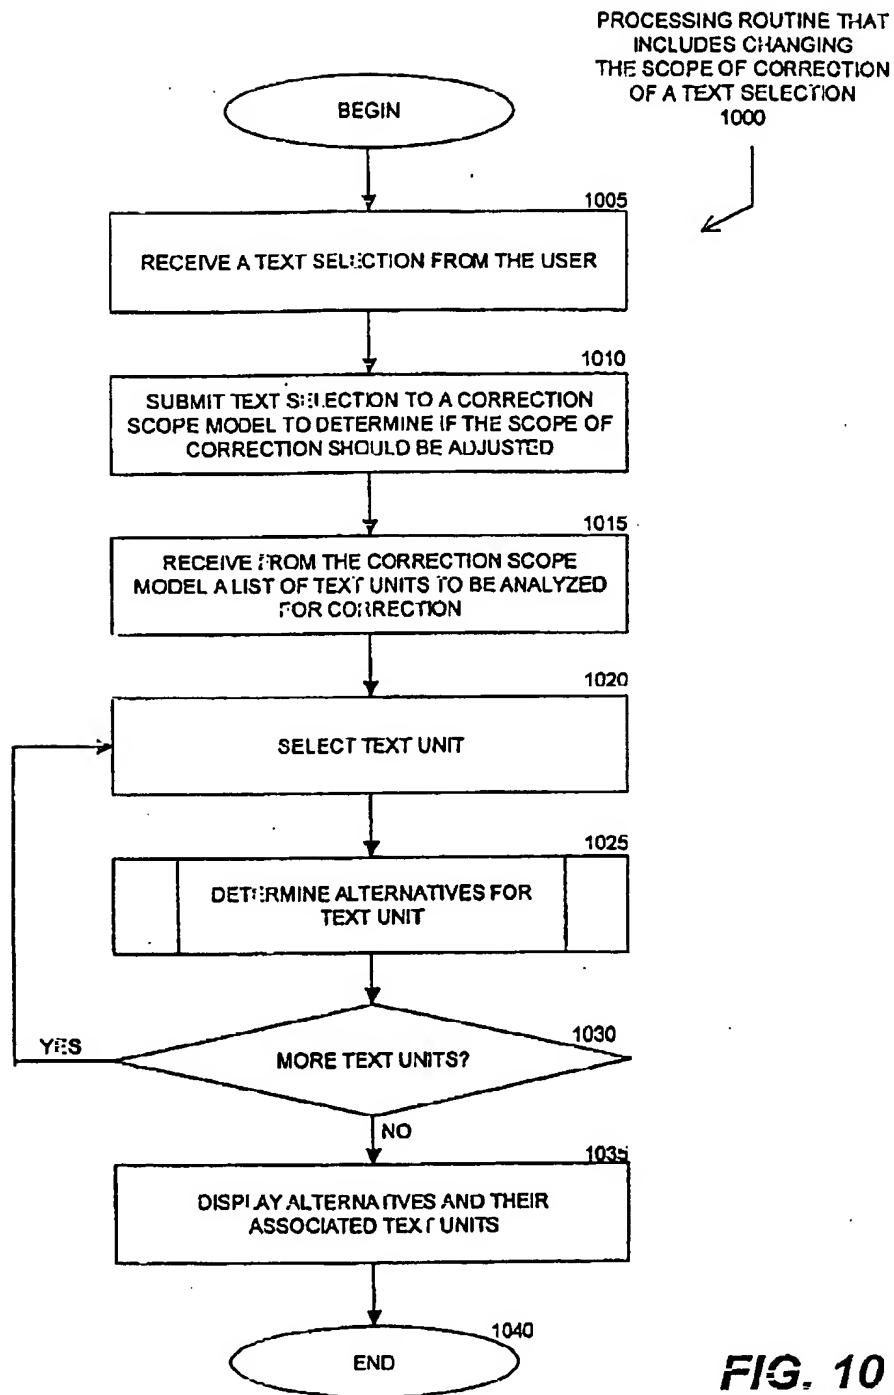 PROCESSING ROUTINE THAT
INCLUDES CHANGING
THE SCOPE OF CORRECTION
OF A TEXT SELECTION
1000
BEGIN
1005
RECEIVE A TEXT SELECTION FROM THE USER
1010
SUBMIT TEXT SELECTION TO A CORRECTION
SCOPE MODEL TO DETERMINE IF THE SCOPE OF
CORRECTION SHOULD BE ADJUSTED
1015
RECEIVE FROM THE CORRECTION SCOPE
MODEL A LIST OF TEXT UNITS TO BE ANALYZED
FOR CORRECTION
1020
SELECT TEXT UNIT
1025
DETERMINE ALTERNATIVES FOR
TEXT UNIT
1030
YES
MORE TEXT UNITS?
NO
1035
DISPLAY ALTERNATIVES AND THEIR
ASSOCIATED TEXT UNITS
1040
END
FIG. 10